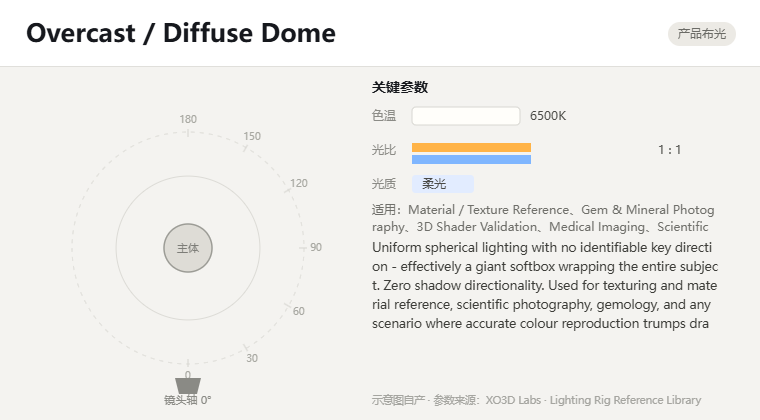 Overcast / Diffuse Dome
产品布光
关键参数
色温 6500K
光比 1 : 1
光质 柔光
适用：Material / Texture Reference、Gem & Mineral Photog
raphy、3D Shader Validation、Medical Imaging、Scientific
Uniform spherical lighting with no identifiable key directi
on - effectively a giant softbox wrapping the entire subjec
t. Zero shadow directionality. Used for texturing and mate
rial reference, scientific photography, gemology, and any
scenario where accurate colour reproduction trumps dra
180
150
120
90
60
30
0
主体
镜头轴 0°
示意图自产 · 参数来源：XO3D Labs · Lighting Rig Reference Library